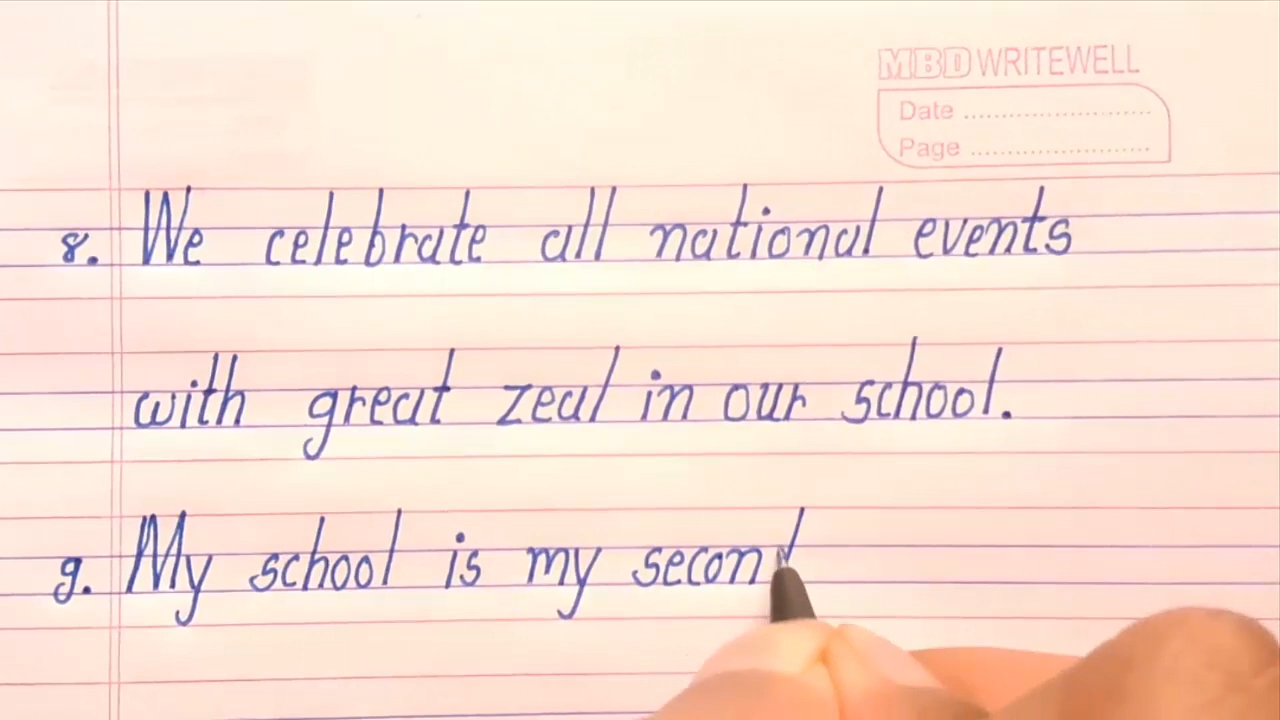 MBD WRITEWELL
Date ..............................
Page ..............................
8. We celebrate all national events
with great zeal in our school.
9. My school is my second